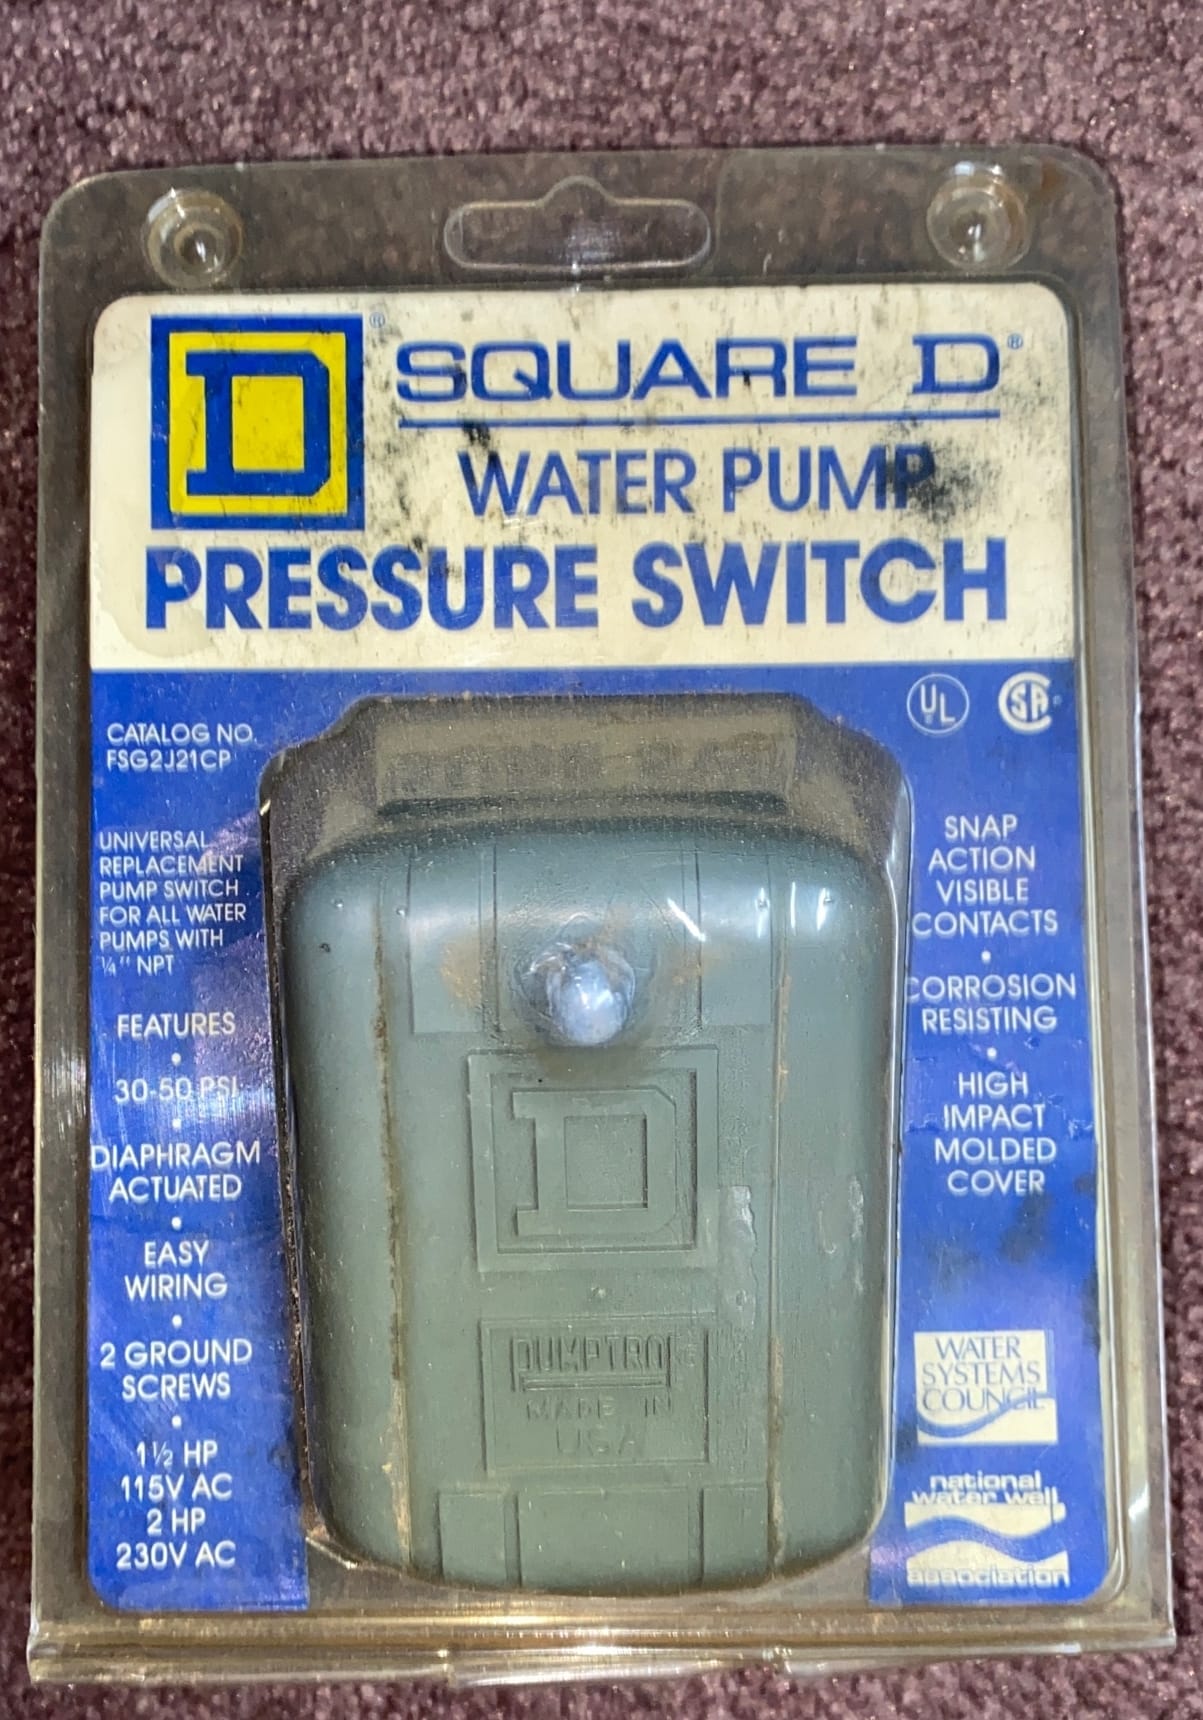 D®
SQUARE D®
WATER PUMP
PRESSURE SWITCH
UL
CSA
CATALOG NO.
FSG2J21CP
UNIVERSAL
REPLACEMENT
PUMP SWITCH
FOR ALL WATER
PUMPS WITH
¼" NPT
FEATURES
•
30-50 PSI
•
DIAPHRAGM
ACTUATED
•
EASY
WIRING
•
2 GROUND
SCREWS
•
1½ HP
115V AC
2 HP
230V AC
D
PUMPTROL
MADE IN
USA
SNAP
ACTION
VISIBLE
CONTACTS
•
CORROSION
RESISTING
•
HIGH
IMPACT
MOLDED
COVER
WATER
SYSTEMS
COUNCIL
national
water well
association